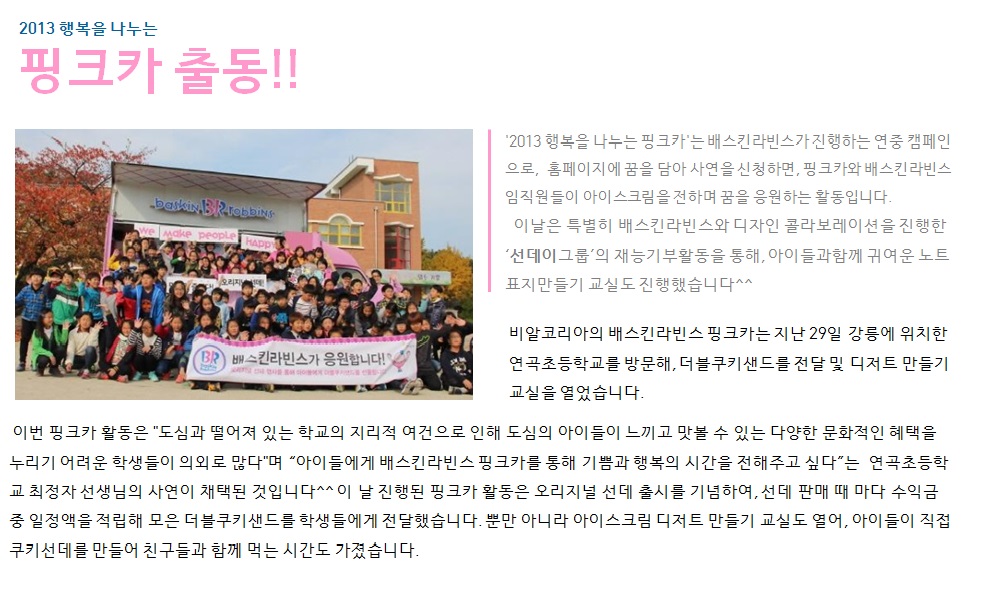 2013 행복을 나누는
핑크카 출동!!
baskin BR robbins
we make people happy
오리지널 선데!
BR
배스킨라빈스가 응원합니다!
'2013 행복을 나누는 핑크카'는 배스킨라빈스가 진행하는 연중 캠페인
으로, 홈페이지에 꿈을 담아 사연을 신청하면, 핑크카와 배스킨라빈스
임직원들이 아이스크림을 전하며 꿈을 응원하는 활동입니다.
이날은 특별히 배스킨라빈스와 디자인 콜라보레이션을 진행한
‘선데이그룹’의 재능기부활동을 통해, 아이들과함께 귀여운 노트
표지만들기 교실도 진행했습니다^^
비알코리아의 배스킨라빈스 핑크카는 지난 29일 강릉에 위치한
연곡초등학교를 방문해, 더블쿠키샌드를 전달 및 디저트 만들기
교실을 열었습니다.
이번 핑크카 활동은 "도심과 떨어져 있는 학교의 지리적 여건으로 인해 도심의 아이들이 느끼고 맛볼 수 있는 다양한 문화적인 혜택을
누리기 어려운 학생들이 의외로 많다"며 “아이들에게 배스킨라빈스 핑크카를 통해 기쁨과 행복의 시간을 전해주고 싶다”는 연곡초등학
교 최정자 선생님의 사연이 채택된 것입니다^^ 이 날 진행된 핑크카 활동은 오리지널 선데 출시를 기념하여, 선데 판매 때 마다 수익금
중 일정액을 적립해 모은 더블쿠키샌드를 학생들에게 전달했습니다. 뿐만 아니라 아이스크림 디저트 만들기 교실도 열어, 아이들이 직접
쿠키선데를 만들어 친구들과 함께 먹는 시간도 가졌습니다.